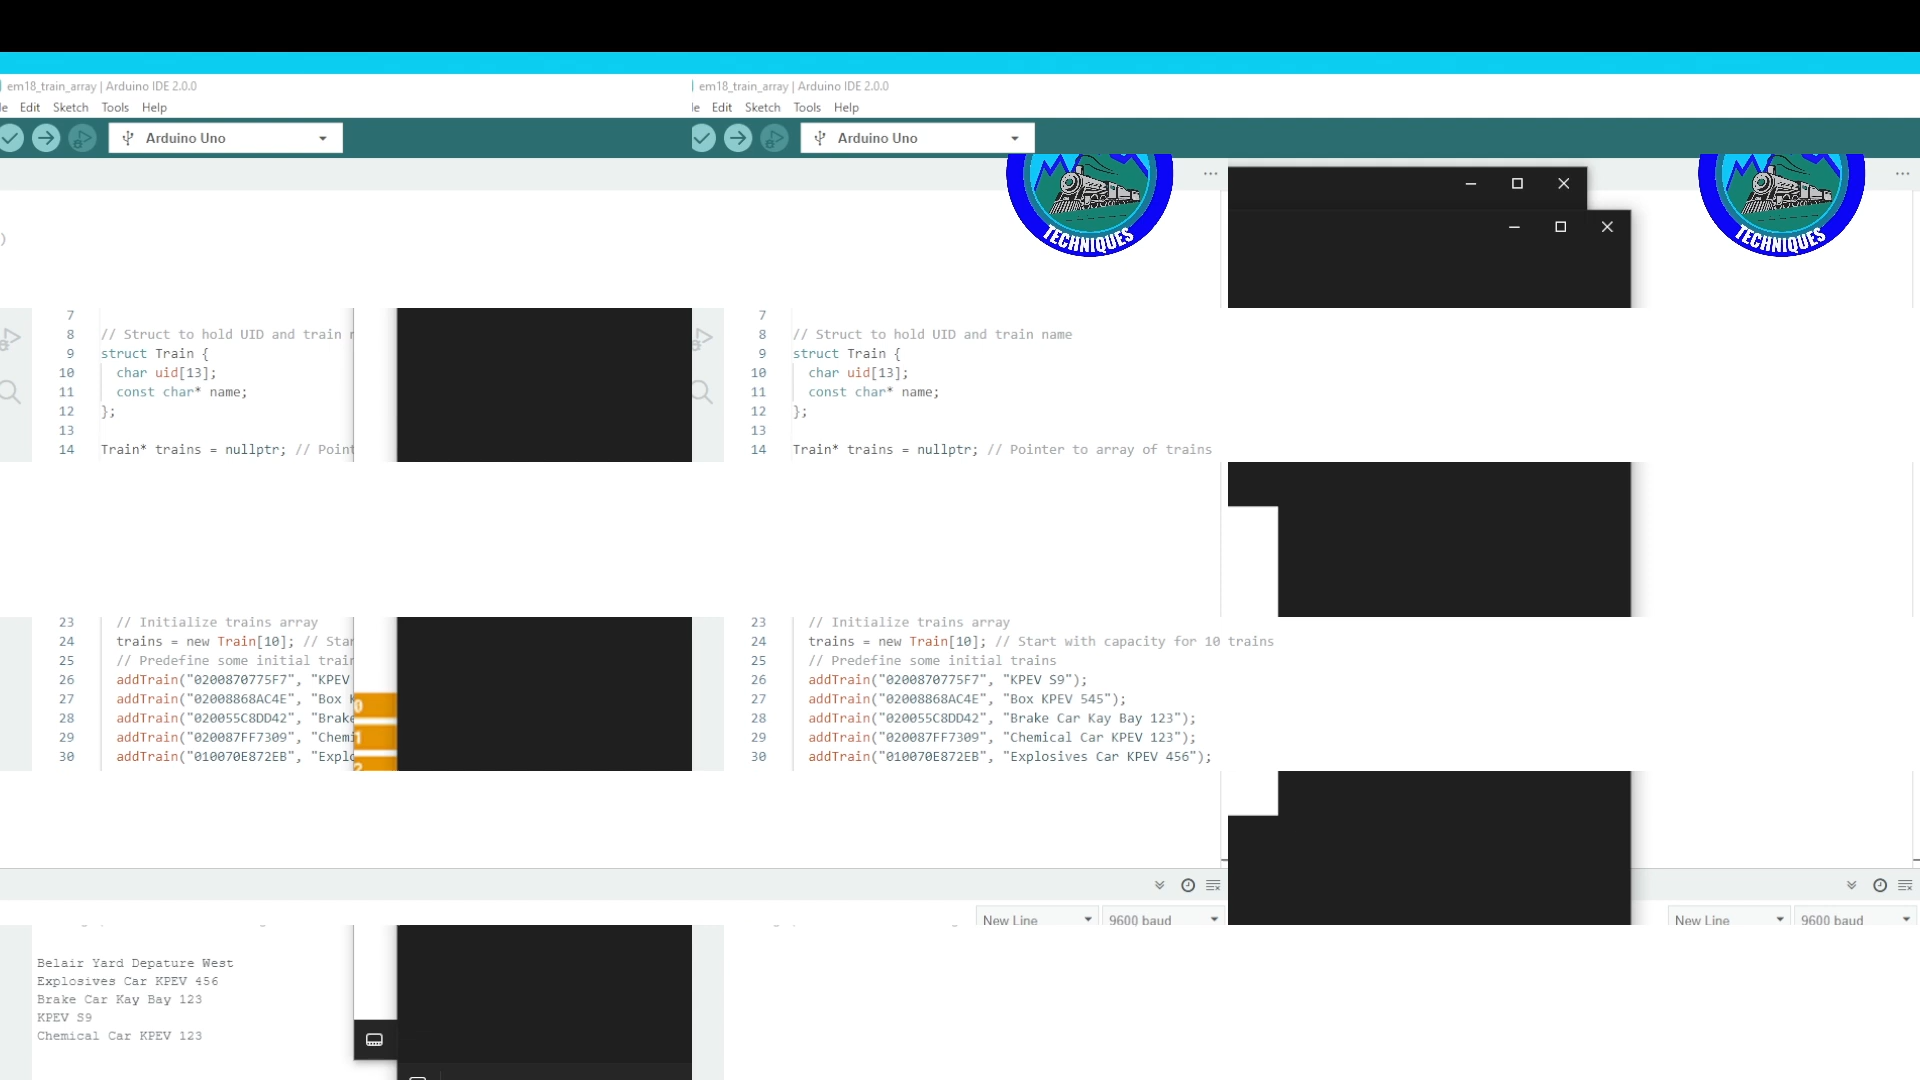 em18_train_array | Arduino IDE 2.0.0
em18_train_array | Arduino IDE 2.0.0
le Edit Sketch Tools Help
le Edit Sketch Tools Help
Arduino Uno
Arduino Uno
TECHNIQUES
TECHNIQUES
)
7
8 // Struct to hold UID and train
9 struct Train {
10 char uid[13];
11 const char* name;
12 };
13
14 Train* trains = nullptr; // Point
7
8 // Struct to hold UID and train name
9 struct Train {
10 char uid[13];
11 const char* name;
12 };
13
14 Train* trains = nullptr; // Pointer to array of trains
23 // Initialize trains array
24 trains = new Train[10]; // Star
25 // Predefine some initial train
26 addTrain("0200870775F7", "KPEV
27 addTrain("02008868AC4E", "Box K
28 addTrain("020055C8DD42", "Brake
29 addTrain("020087FF7309", "Chemi
30 addTrain("010070E872EB", "Explo
0
1
2
23 // Initialize trains array
24 trains = new Train[10]; // Start with capacity for 10 trains
25 // Predefine some initial trains
26 addTrain("0200870775F7", "KPEV S9");
27 addTrain("02008868AC4E", "Box KPEV 545");
28 addTrain("020055C8DD42", "Brake Car Kay Bay 123");
29 addTrain("020087FF7309", "Chemical Car KPEV 123");
30 addTrain("010070E872EB", "Explosives Car KPEV 456");
New Line 9600 baud
New Line 9600 baud
Belair Yard Depature West
Explosives Car KPEV 456
Brake Car Kay Bay 123
KPEV S9
Chemical Car KPEV 123